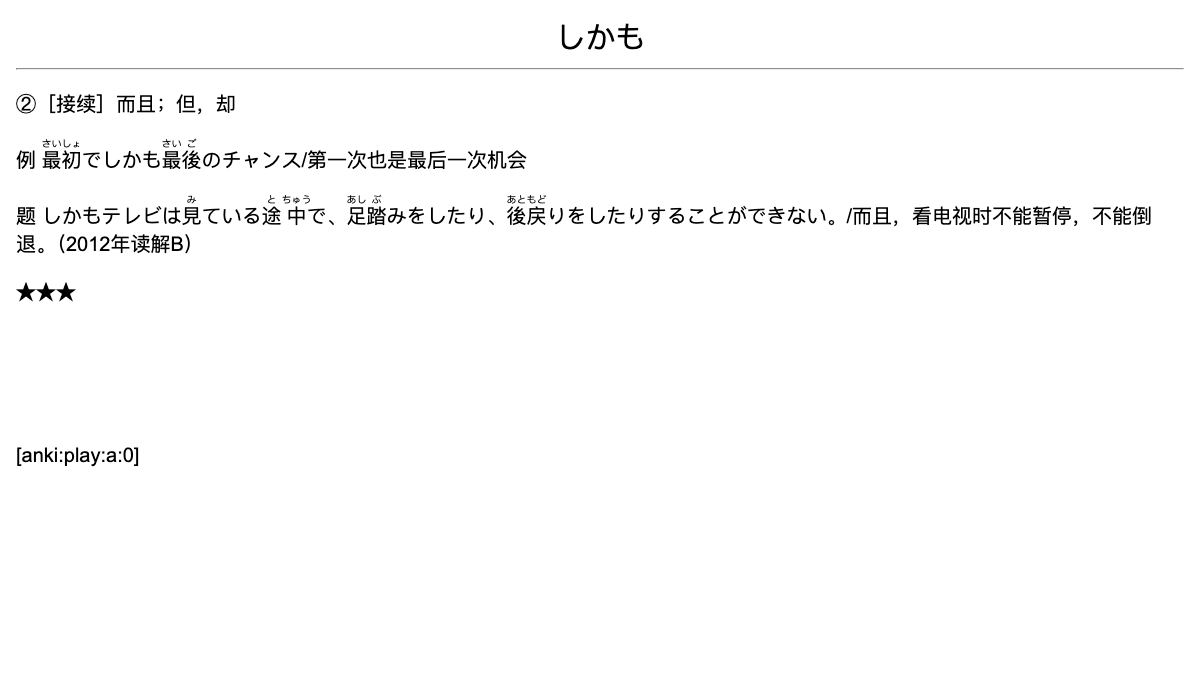 しかも
②［接续］而且；但，却
さいしょ さい ご
例 最初でしかも最後のチャンス/第一次也是最后一次机会
み と ちゅう あし ぶ あともど
题 しかもテレビは見ている途中で、足踏みをしたり、後戻りをしたりすることができない。/而且，看电视时不能暂停，不能倒
退。（2012年读解B）
★★★
[anki:play:a:0]